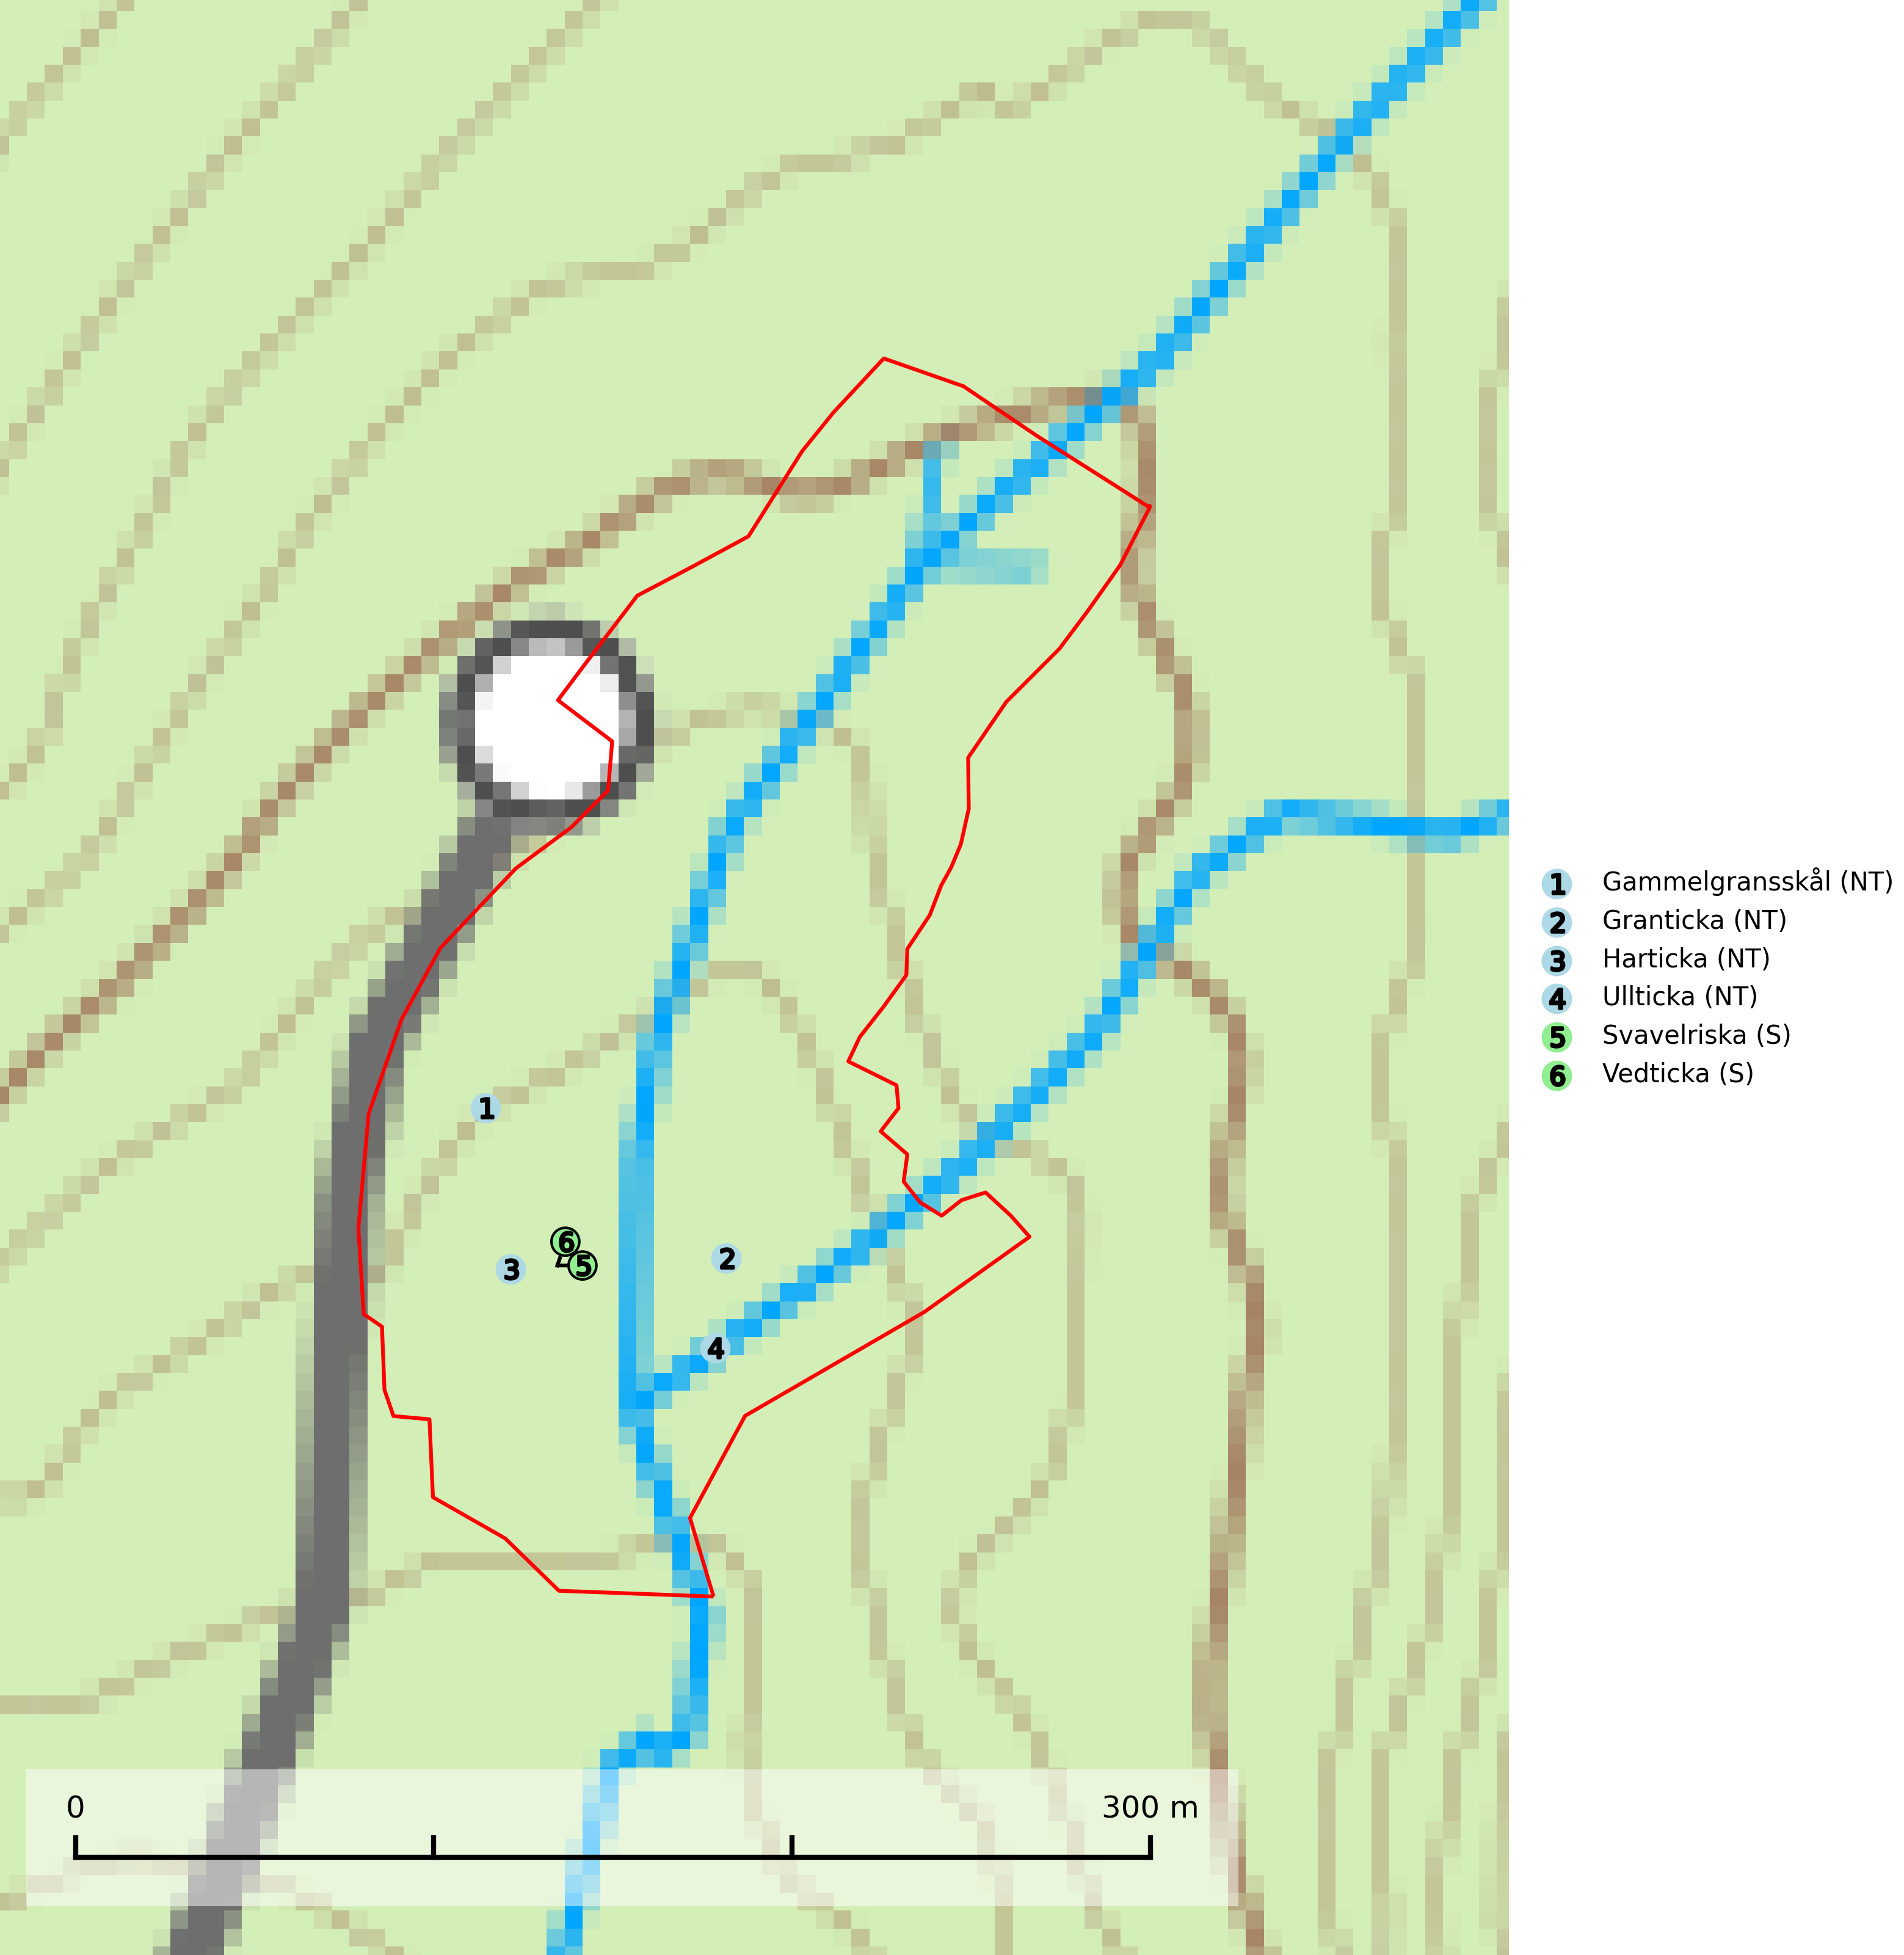 1 Gammelgransskål (NT)
2 Granticka (NT)
3 Harticka (NT)
4 Ullticka (NT)
5 Svavelriska (S)
6 Vedticka (S)
1
6
5
3
2
4
0 300 m